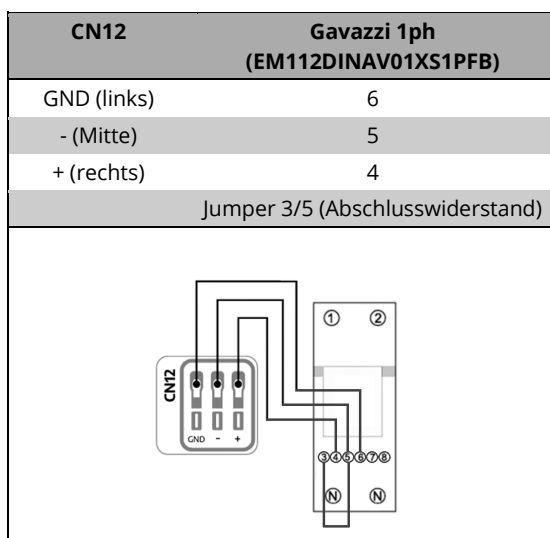 CN12 Gavazzi 1ph
(EM112DINAV01XS1PFB)
GND (links) 6
- (Mitte) 5
+ (rechts) 4
Jumper 3/5 (Abschlusswiderstand)
① ②
CN12
GND - +
③④⑤⑥⑦⑧
N N